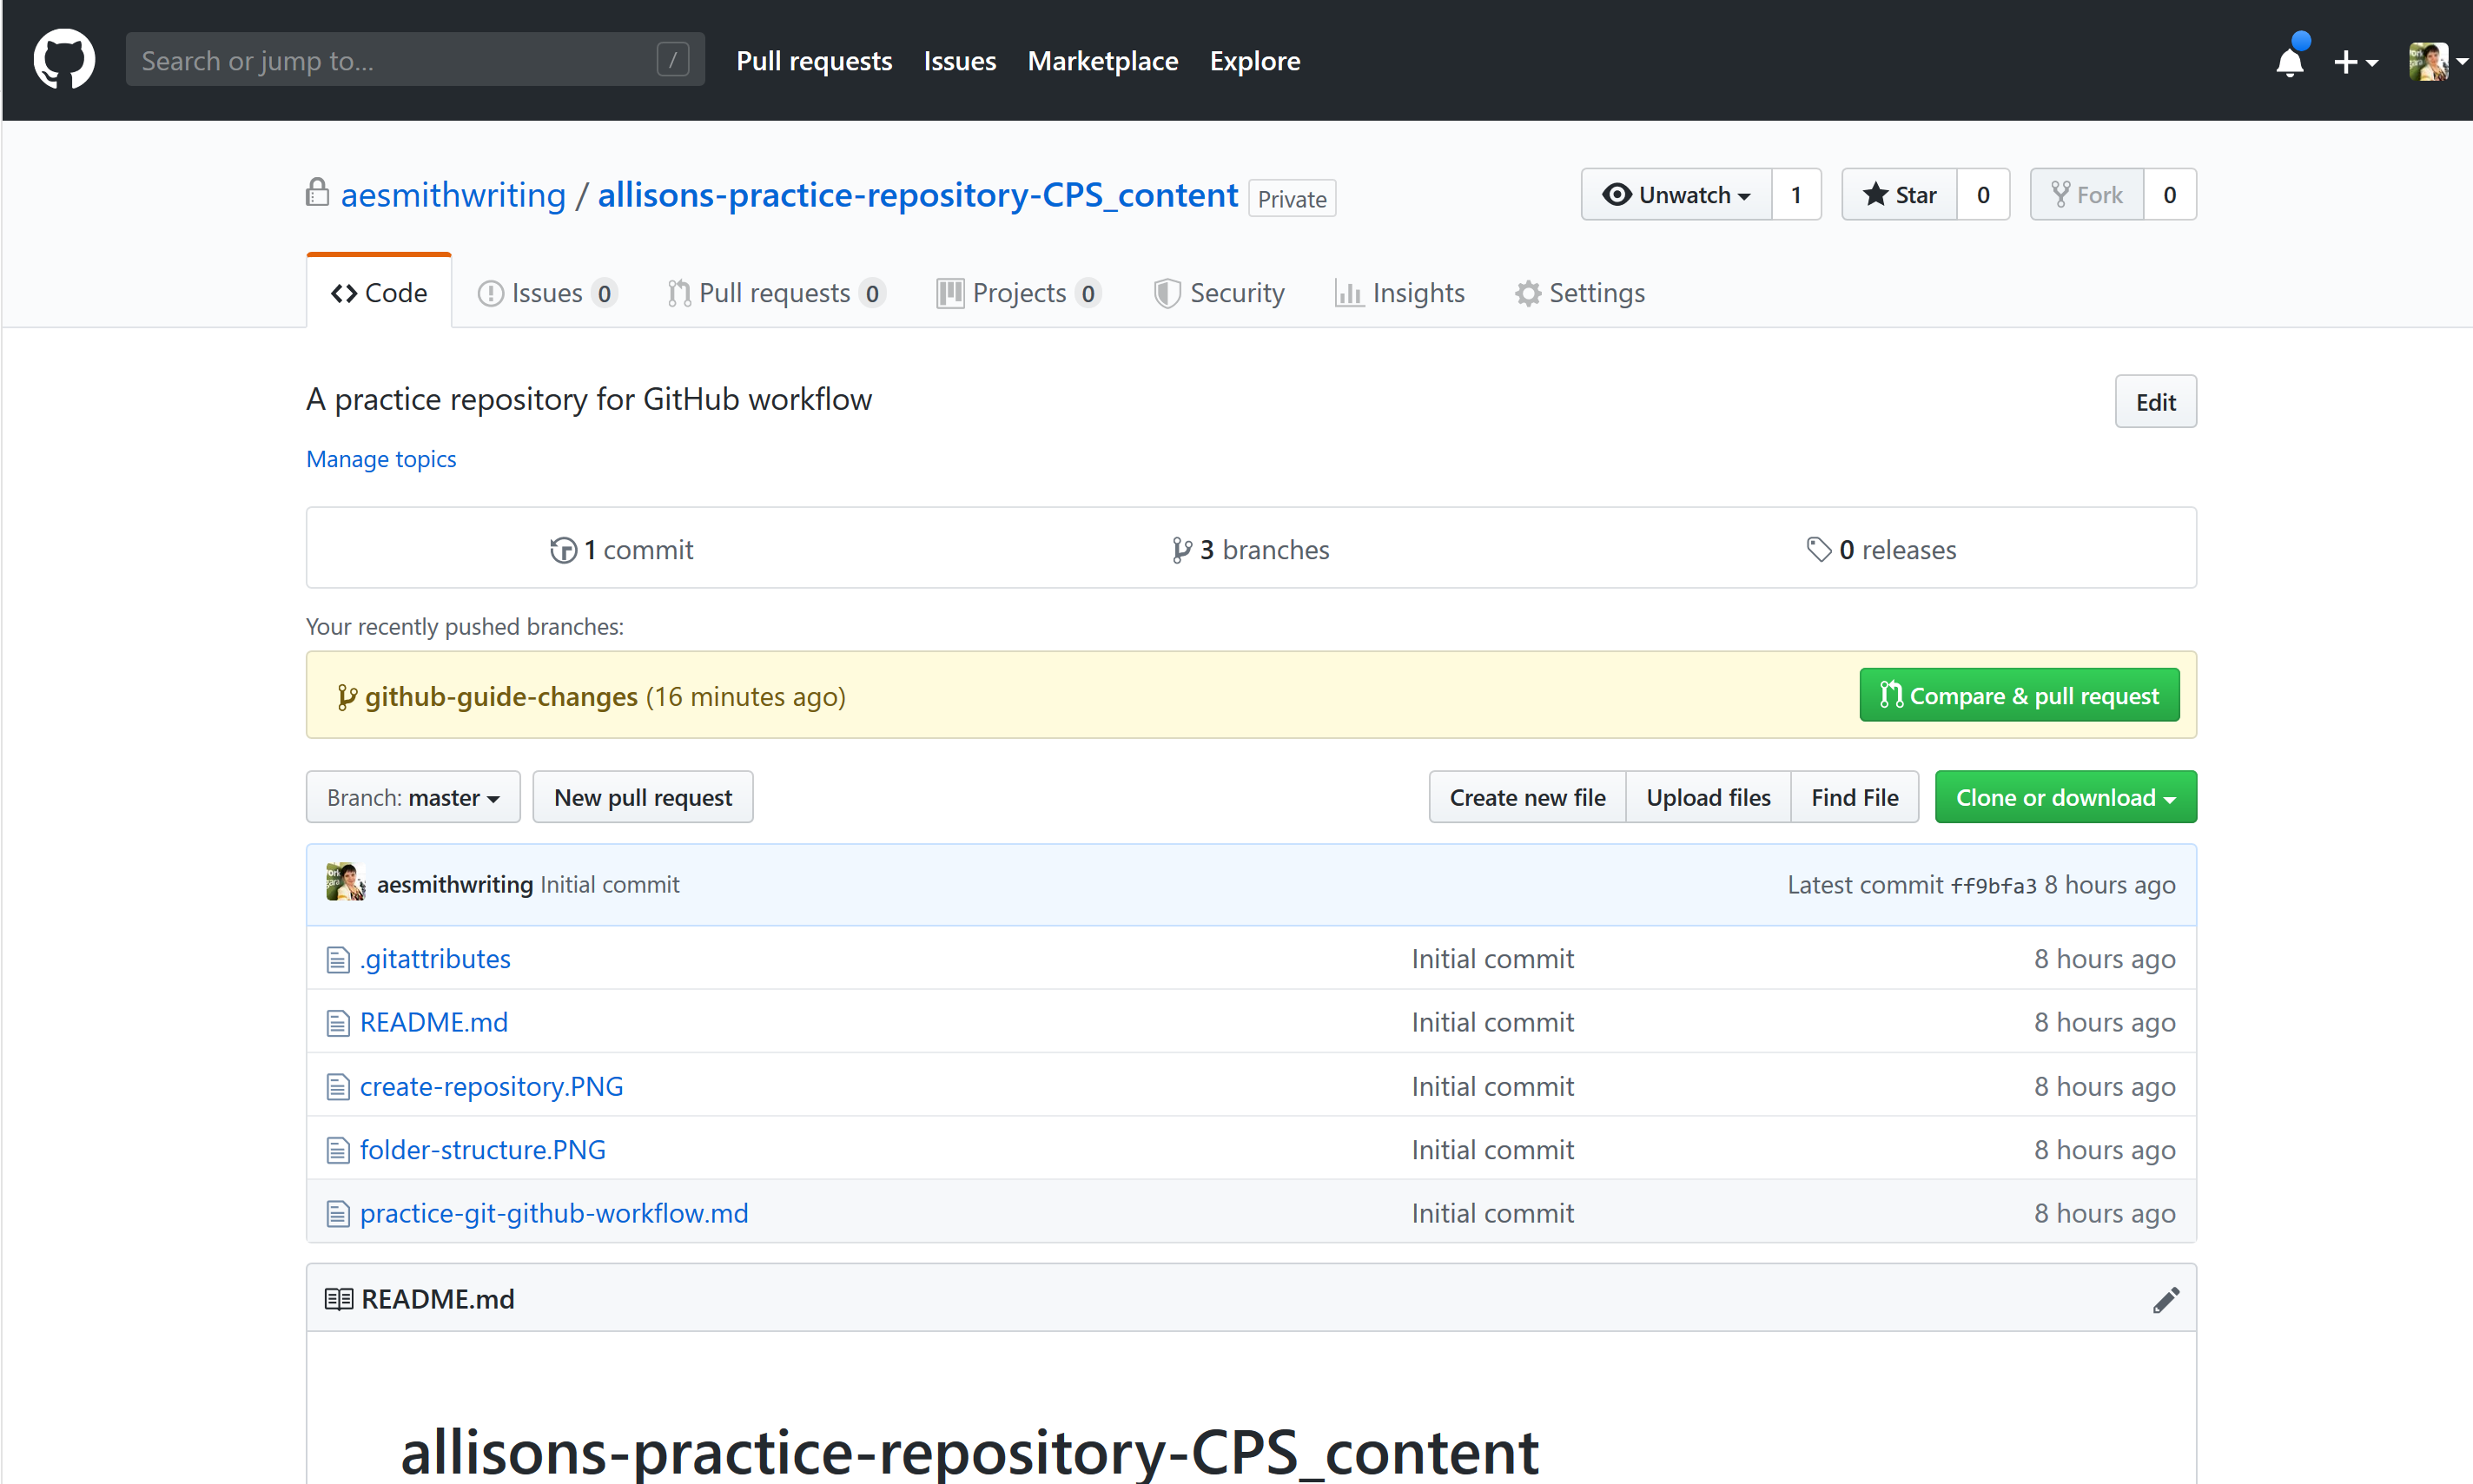 Search or jump to... / Pull requests Issues Marketplace Explore
aesmithwriting / allisons-practice-repository-CPS_content Private Unwatch 1 Star 0 Fork 0
Code Issues 0 Pull requests 0 Projects 0 Security Insights Settings
A practice repository for GitHub workflow Edit
Manage topics
1 commit 3 branches 0 releases
Your recently pushed branches:
github-guide-changes (16 minutes ago) Compare & pull request
Branch: master New pull request Create new file Upload files Find File Clone or download
aesmithwriting Initial commit Latest commit ff9bfa3 8 hours ago
.gitattributes Initial commit 8 hours ago
README.md Initial commit 8 hours ago
create-repository.PNG Initial commit 8 hours ago
folder-structure.PNG Initial commit 8 hours ago
practice-git-github-workflow.md Initial commit 8 hours ago
README.md
allisons-practice-repository-CPS_content